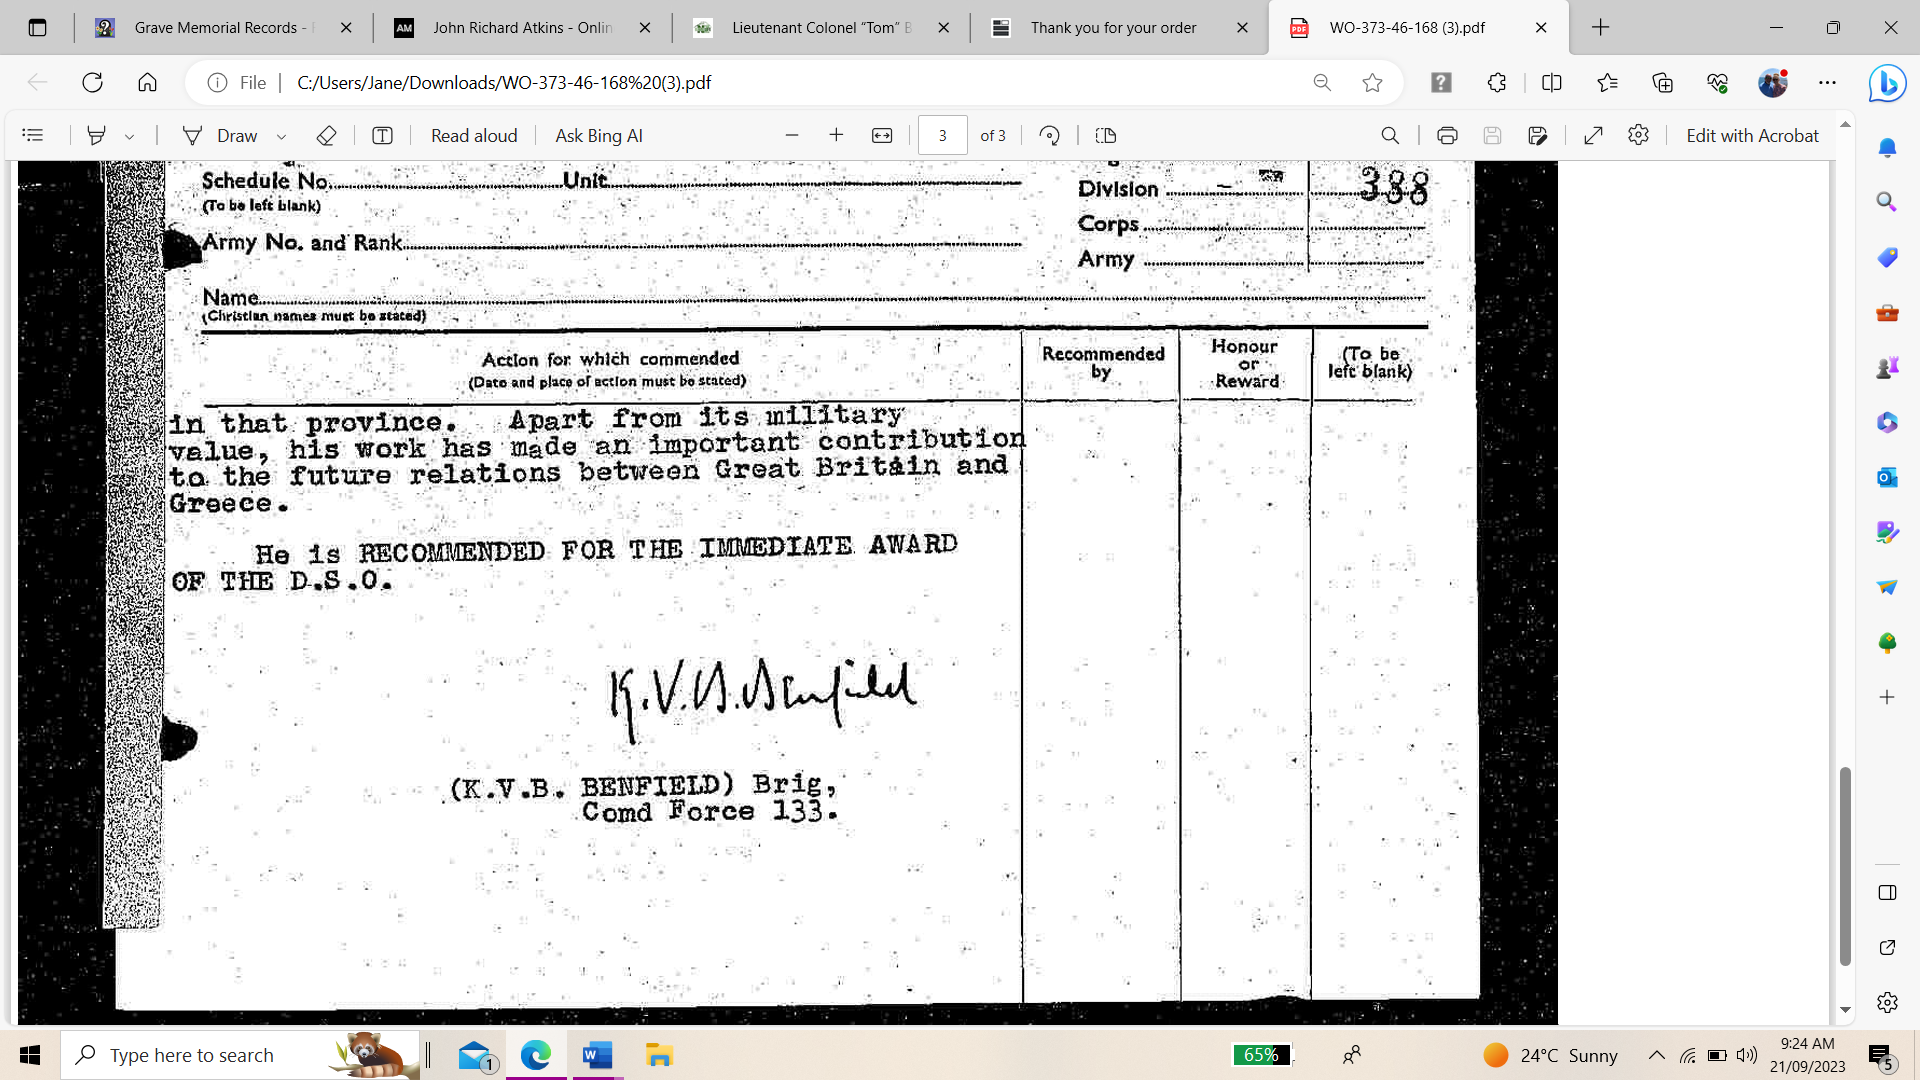 Grave Memorial Records -
John Richard Atkins - Onlin
Lieutenant Colonel "Tom" B
Thank you for your order
WO-373-46-168 (3).pdf
File
C:/Users/Jane/Downloads/WO-373-46-168%20(3).pdf
Draw
Read aloud
Ask Bing AI
3
of 3
Edit with Acrobat
Schedule No. Unit
(To be left blank)
Division
338
Corps
Army No. and Rank
Army
Name
(Christian names must be stated)
Action for which commended
(Date and place of action must be stated)
Recommended
by
Honour
or
Reward
(To be
left blank)
in that province. Apart from its military
value, his work has made an important contribution
to the future relations between Great Britain and
Greece.
He is RECOMMENDED FOR THE IMMEDIATE AWARD
OF THE D.S.O.
K.V.B. Benfield
(K.V.B. BENFIELD) Brig,
Comd Force 133.
Type here to search
1
65%
24°C Sunny
9:24 AM
21/09/2023
5